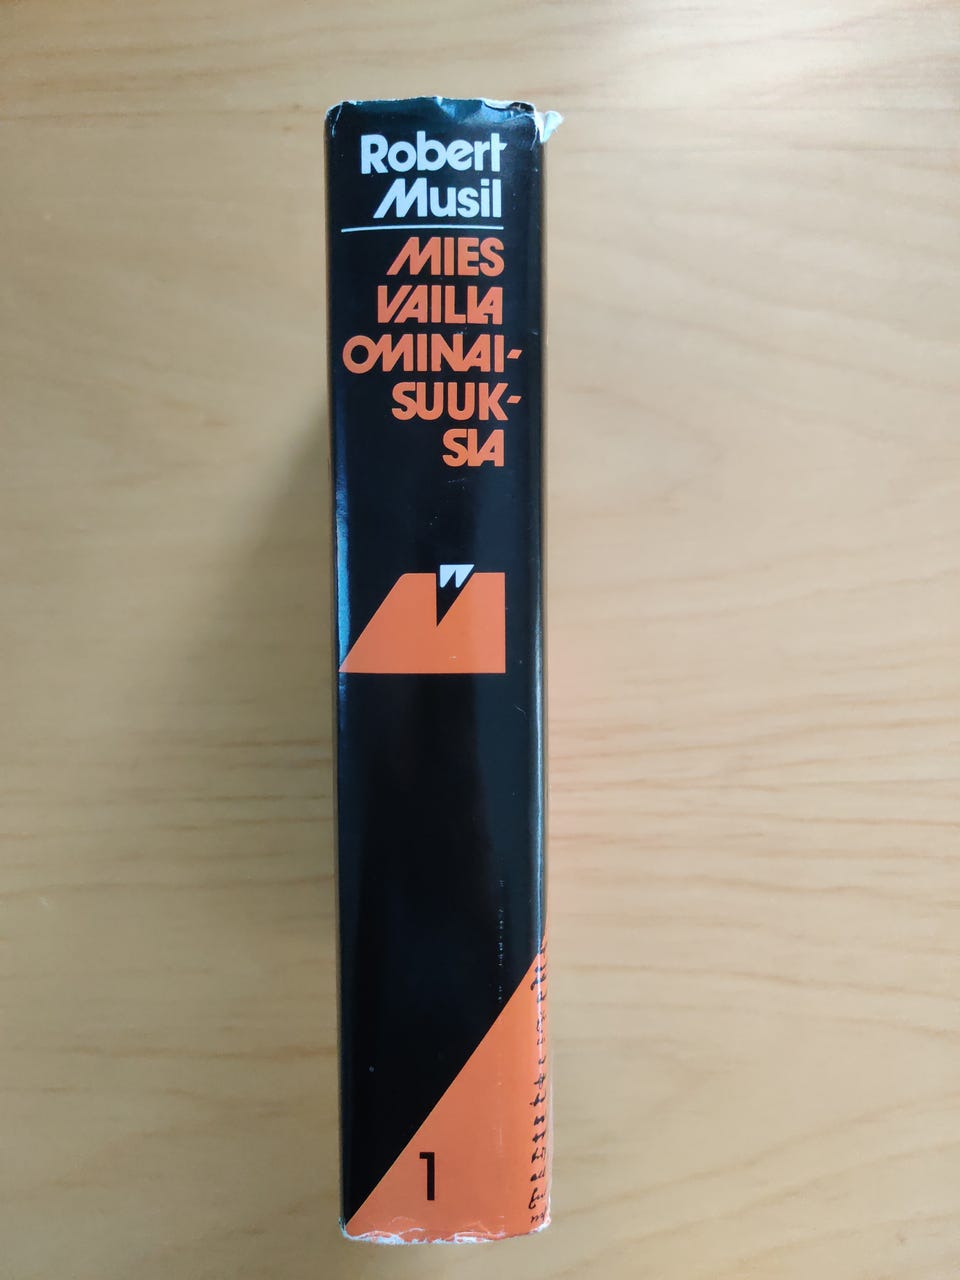 Robert
Musil
MIES
VAILLA
OMINAI-
SUUK-
SIA
1